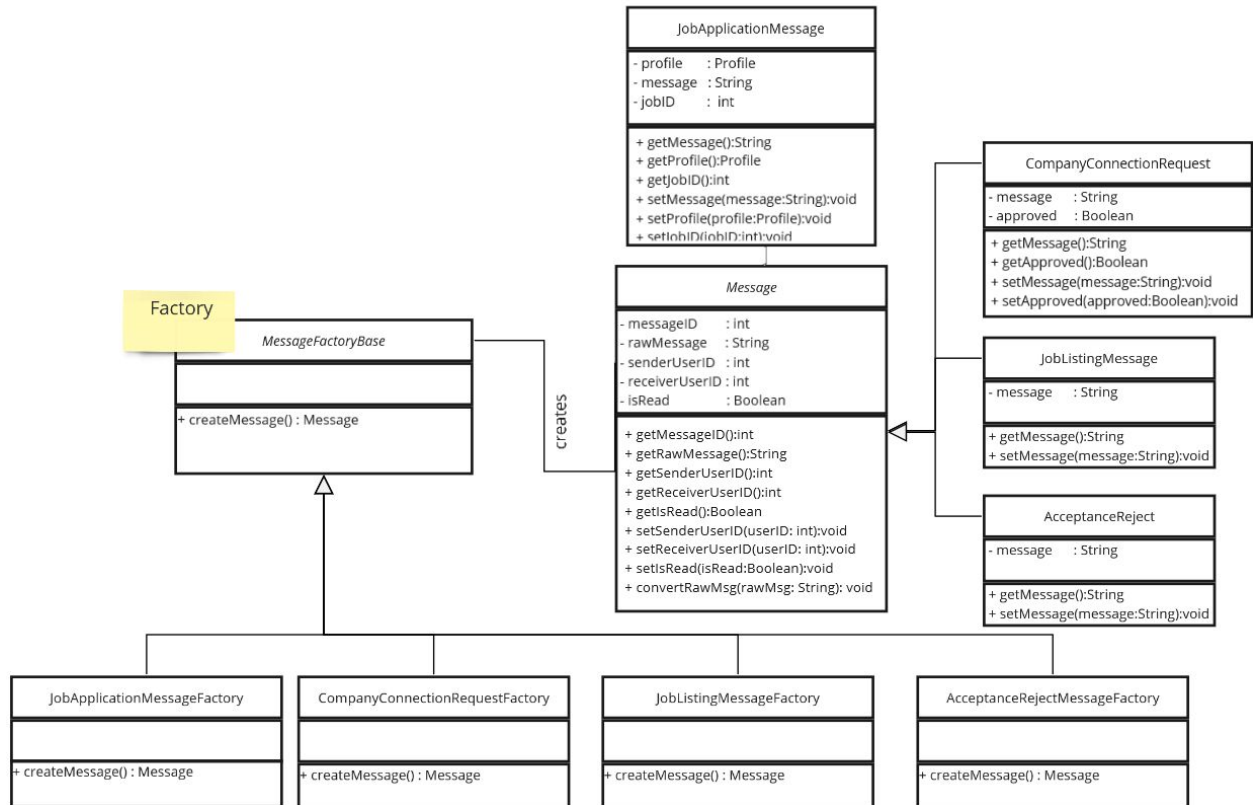 JobApplicationMessage
- profile : Profile
- message : String
- jobID : int
+ getMessage():String
+ getProfile():Profile
+ getJobID():int
+ setMessage(message:String):void
+ setProfile(profile:Profile):void
+ setJobID(jobID:int):void
CompanyConnectionRequest
- message : String
- approved : Boolean
+ getMessage():String
+ getApproved():Boolean
+ setMessage(message:String):void
+ setApproved(approved:Boolean):void
Factory
MessageFactoryBase
+ createMessage() : Message
creates
Message
- messageID : int
- rawMessage : String
- senderUserID : int
- receiverUserID : int
- isRead : Boolean
+ getMessageID():int
+ getRawMessage():String
+ getSenderUserID():int
+ getReceiverUserID():int
+ getIsRead():Boolean
+ setSenderUserID(userID: int):void
+ setReceiverUserID(userID: int):void
+ setIsRead(isRead:Boolean):void
+ convertRawMsg(rawMsg: String): void
JobListingMessage
- message : String
+ getMessage():String
+ setMessage(message:String):void
AcceptanceReject
- message : String
+ getMessage():String
+ setMessage(message:String):void
JobApplicationMessageFactory
+ createMessage() : Message
CompanyConnectionRequestFactory
+ createMessage() : Message
JobListingMessageFactory
+ createMessage() : Message
AcceptanceRejectMessageFactory
+ createMessage() : Message